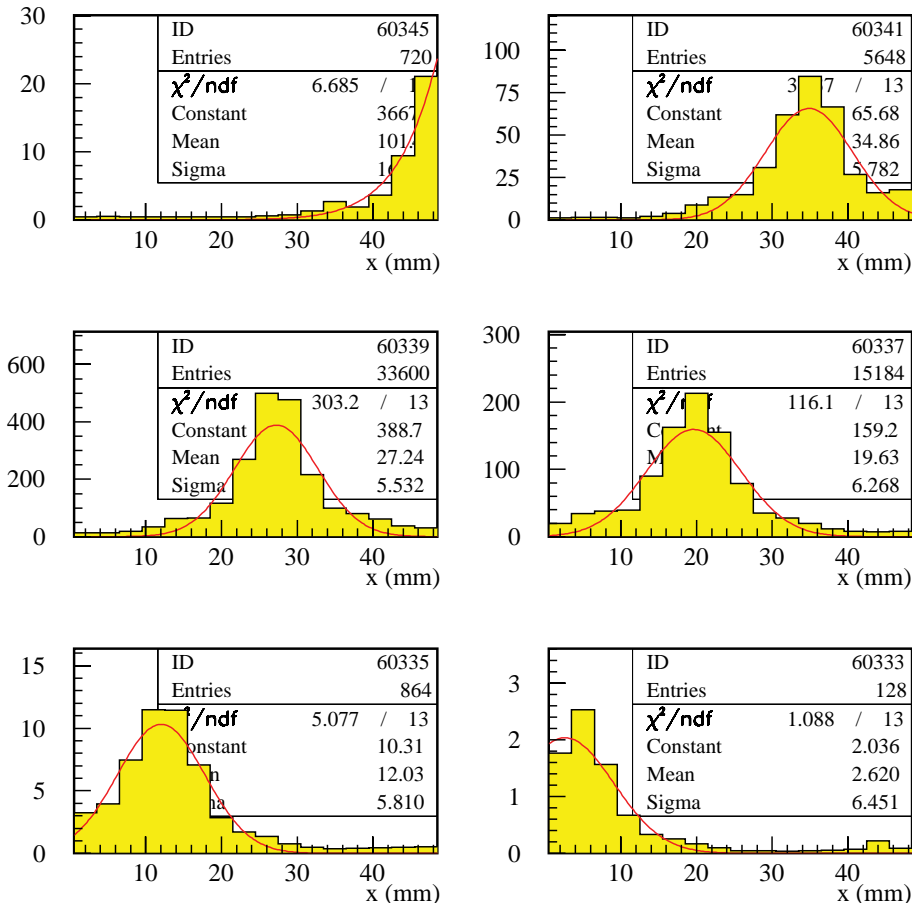 30
20
10
0
ID 60345
Entries 720
χ²/ndf 6.685 /
Constant
Mean
Sigma
10 20 30 40
x (mm)
100
75
50
25
0
ID 60341
Entries 5648
χ²/ndf / 13
Constant 65.68
Mean 34.86
Sigma 5.782
10 20 30 40
x (mm)
600
400
200
0
ID 60339
Entries 33600
χ²/ndf 303.2 / 13
Constant 388.7
Mean 27.24
Sigma 5.532
10 20 30 40
x (mm)
300
200
100
0
ID 60337
Entries 15184
χ²/ndf 116.1 / 13
159.2
19.63
6.268
10 20 30 40
x (mm)
15
10
5
0
ID 60335
Entries 864
χ²/ndf 5.077 / 13
Constant 10.31
12.03
5.810
10 20 30 40
x (mm)
3
2
1
0
ID 60333
Entries 128
χ²/ndf 1.088 / 13
Constant 2.036
Mean 2.620
Sigma 6.451
10 20 30 40
x (mm)